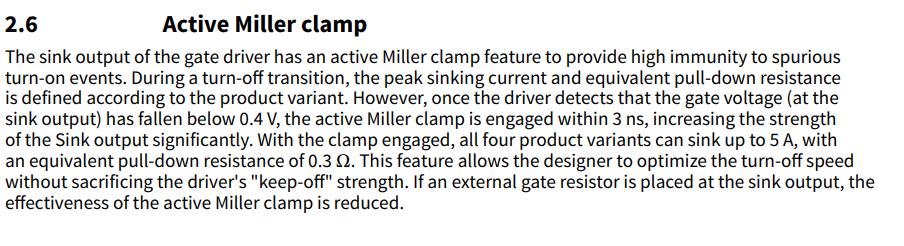 2.6 Active Miller clamp
The sink output of the gate driver has an active Miller clamp feature to provide high immunity to spurious
turn-on events. During a turn-off transition, the peak sinking current and equivalent pull-down resistance
is defined according to the product variant. However, once the driver detects that the gate voltage (at the
sink output) has fallen below 0.4 V, the active Miller clamp is engaged within 3 ns, increasing the strength
of the Sink output significantly. With the clamp engaged, all four product variants can sink up to 5 A, with
an equivalent pull-down resistance of 0.3 Ω. This feature allows the designer to optimize the turn-off speed
without sacrificing the driver's "keep-off" strength. If an external gate resistor is placed at the sink output, the
effectiveness of the active Miller clamp is reduced.